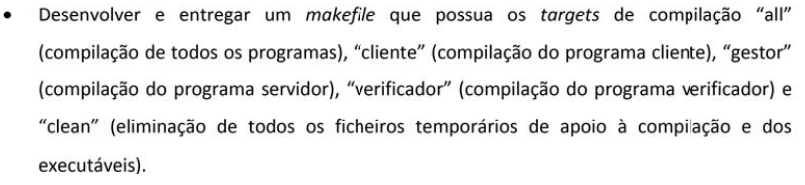 • Desenvolver e entregar um makefile que possua os targets de compilação “all”
(compilação de todos os programas), “cliente” (compilação do programa cliente), “gestor”
(compilação do programa servidor), “verificador” (compilação do programa verificador) e
“clean” (eliminação de todos os ficheiros temporários de apoio à compilação e dos
executáveis).